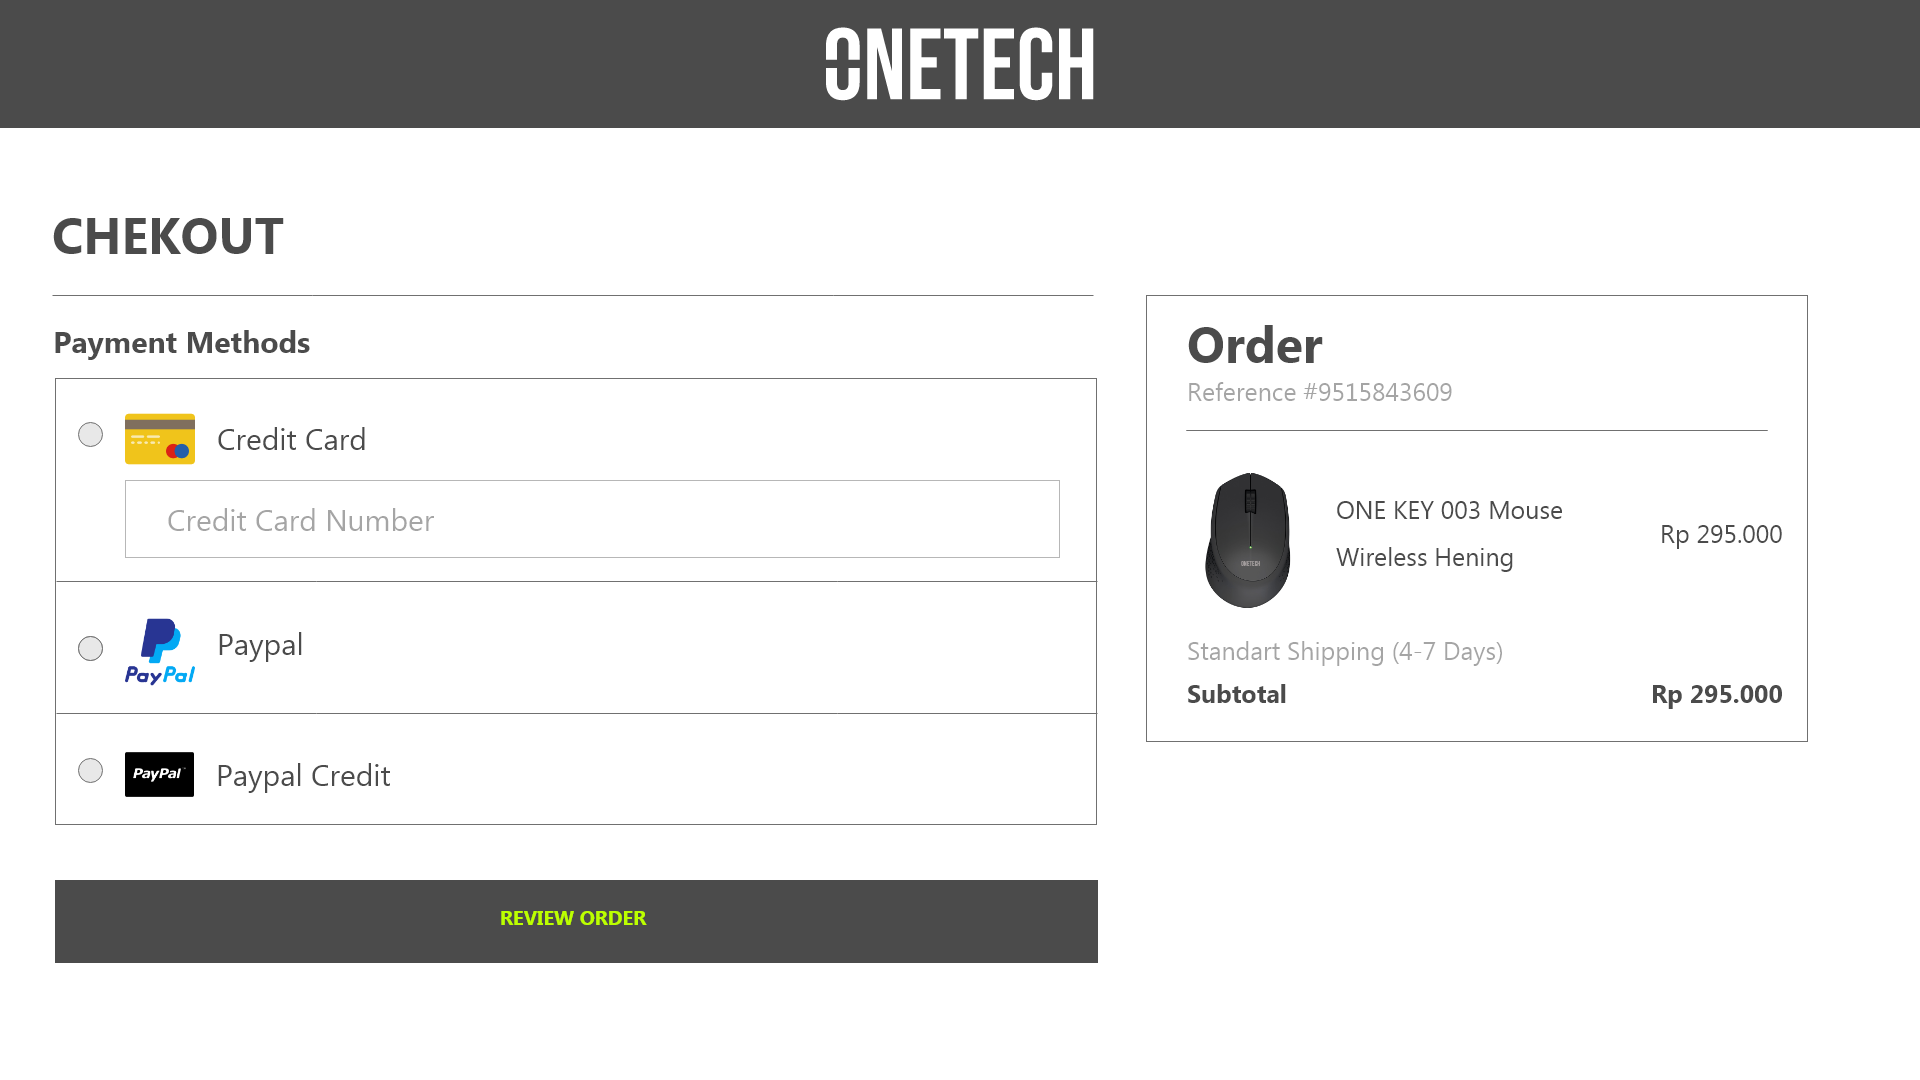 ONETECH
CHEKOUT
Payment Methods
Credit Card
Credit Card Number
PayPal
Paypal
PayPal
Paypal Credit
REVIEW ORDER
Order
Reference #9515843609
ONETECH
ONE KEY 003 Mouse
Wireless Hening
Rp 295.000
Standart Shipping (4-7 Days)
Subtotal Rp 295.000